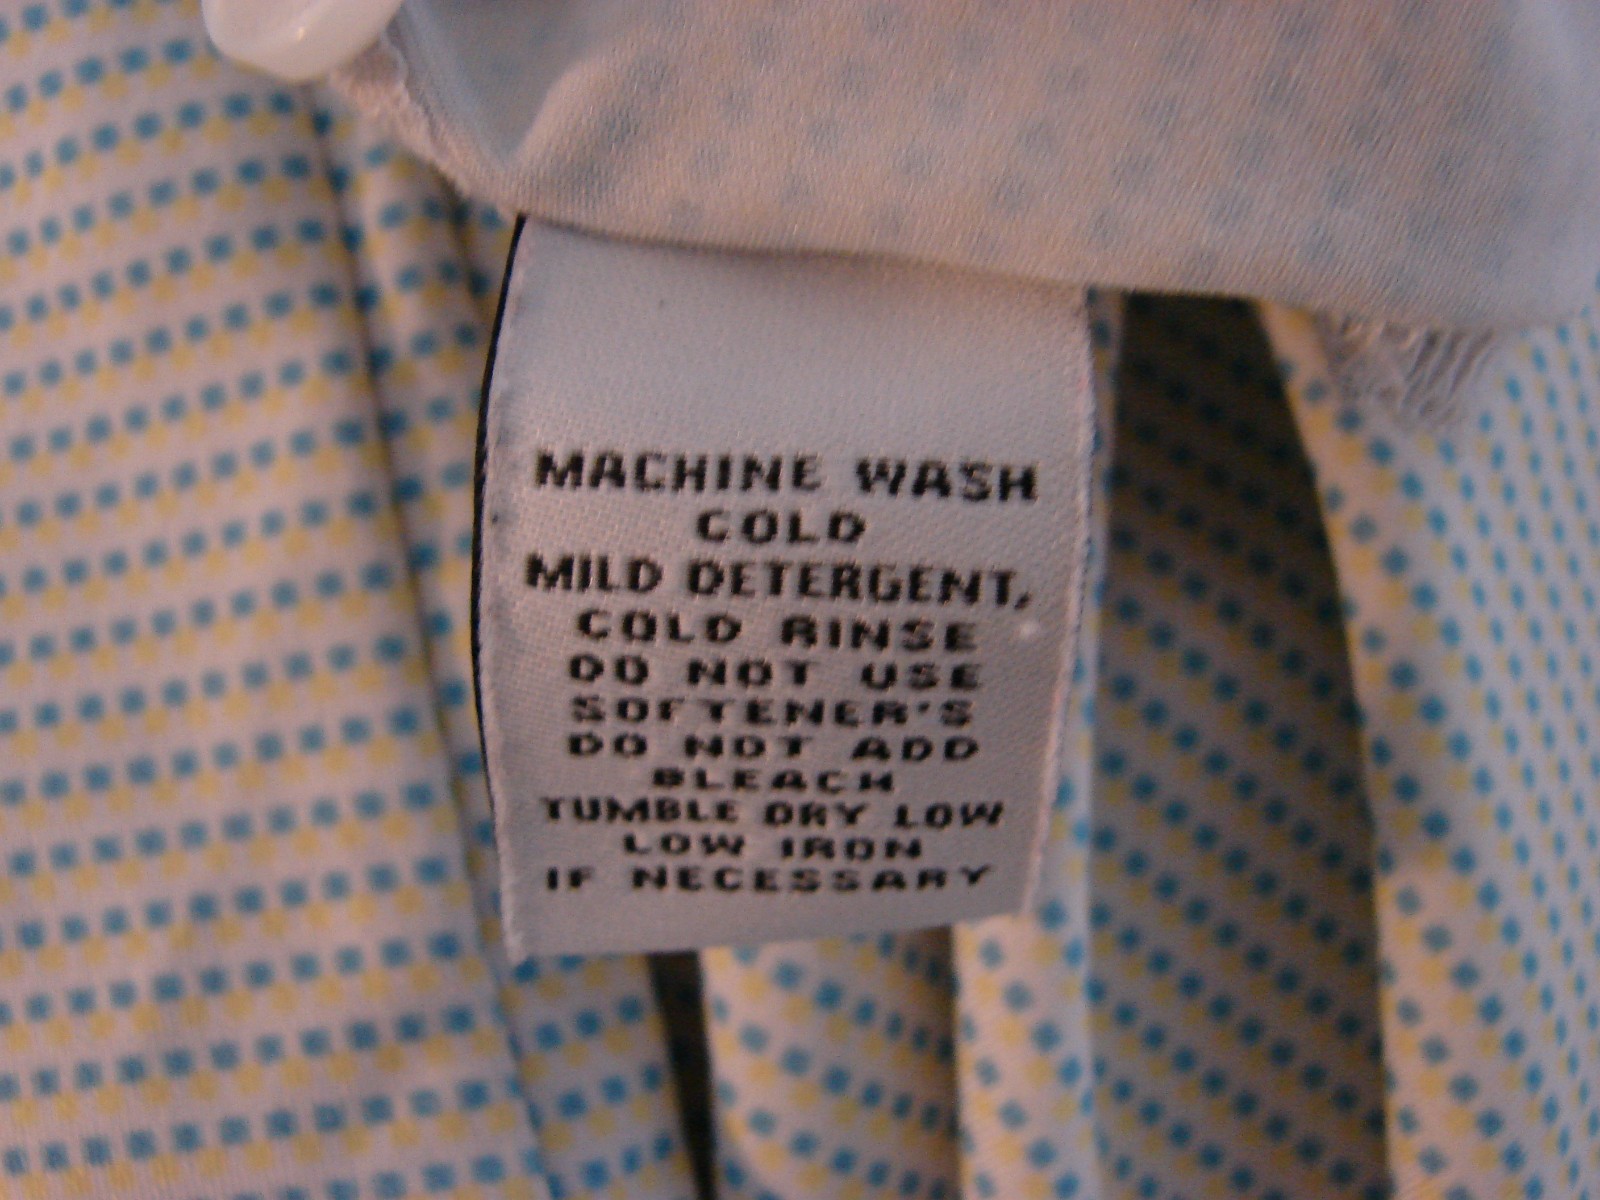 MACHINE WASH
COLD
MILD DETERGENT,
COLD RINSE
DO NOT USE
SOFTENER'S
DO NOT ADD
BLEACH
TUMBLE DRY LOW
LOW IRON
IF NECESSARY